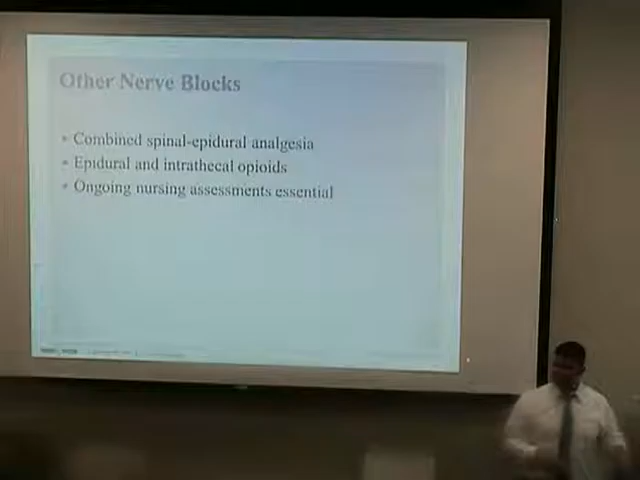 Other Nerve Blocks
• Combined spinal-epidural analgesia
• Epidural and intrathecal opioids
• Ongoing nursing assessments essential